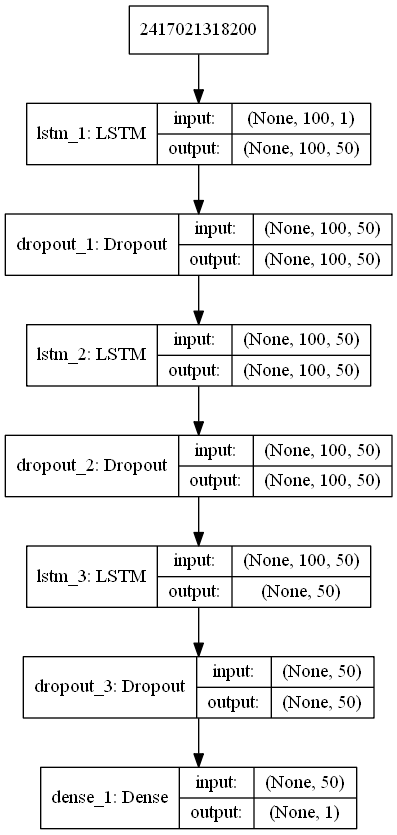 2417021318200
lstm_1: LSTM
input: (None, 100, 1)
output: (None, 100, 50)
dropout_1: Dropout
input: (None, 100, 50)
output: (None, 100, 50)
lstm_2: LSTM
input: (None, 100, 50)
output: (None, 100, 50)
dropout_2: Dropout
input: (None, 100, 50)
output: (None, 100, 50)
lstm_3: LSTM
input: (None, 100, 50)
output: (None, 50)
dropout_3: Dropout
input: (None, 50)
output: (None, 50)
dense_1: Dense
input: (None, 50)
output: (None, 1)